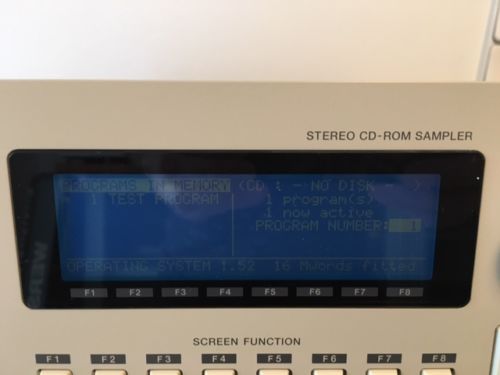 STEREO CD-ROM SAMPLER
PROGRAMS IN MEMORY (CD : - NO DISK - )
* 1 TEST PROGRAM 1 program(s)
1 now active
PROGRAM NUMBER: 1
OPERATING SYSTEM 1.52 16 MWords fitted
F1 F2 F3 F4 F5 F6 F7 F8
SCREEN FUNCTION
F1 F2 F3 F4 F5 F6 F7 F8